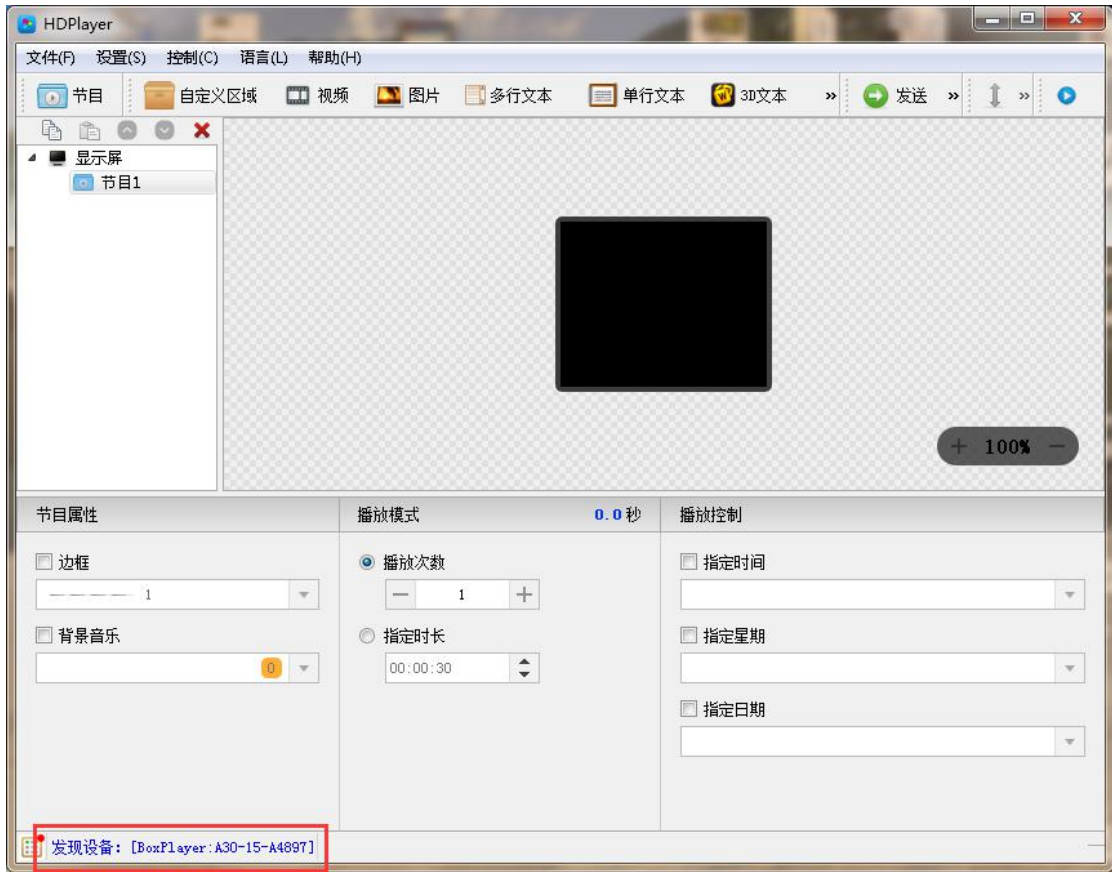 HDPlayer
文件(F) 设置(S) 控制(C) 语言(L) 帮助(H)
节目 自定义区域 视频 图片 多行文本 单行文本 3D文本 » 发送 » »
显示屏
节目1
+ 100% −
节目属性 播放模式 0.0秒 播放控制
边框 播放次数 指定时间
1 — 1 +
背景音乐 指定时长 指定星期
0 00:00:30
指定日期
发现设备: [BoxPlayer:A30-15-A4897]